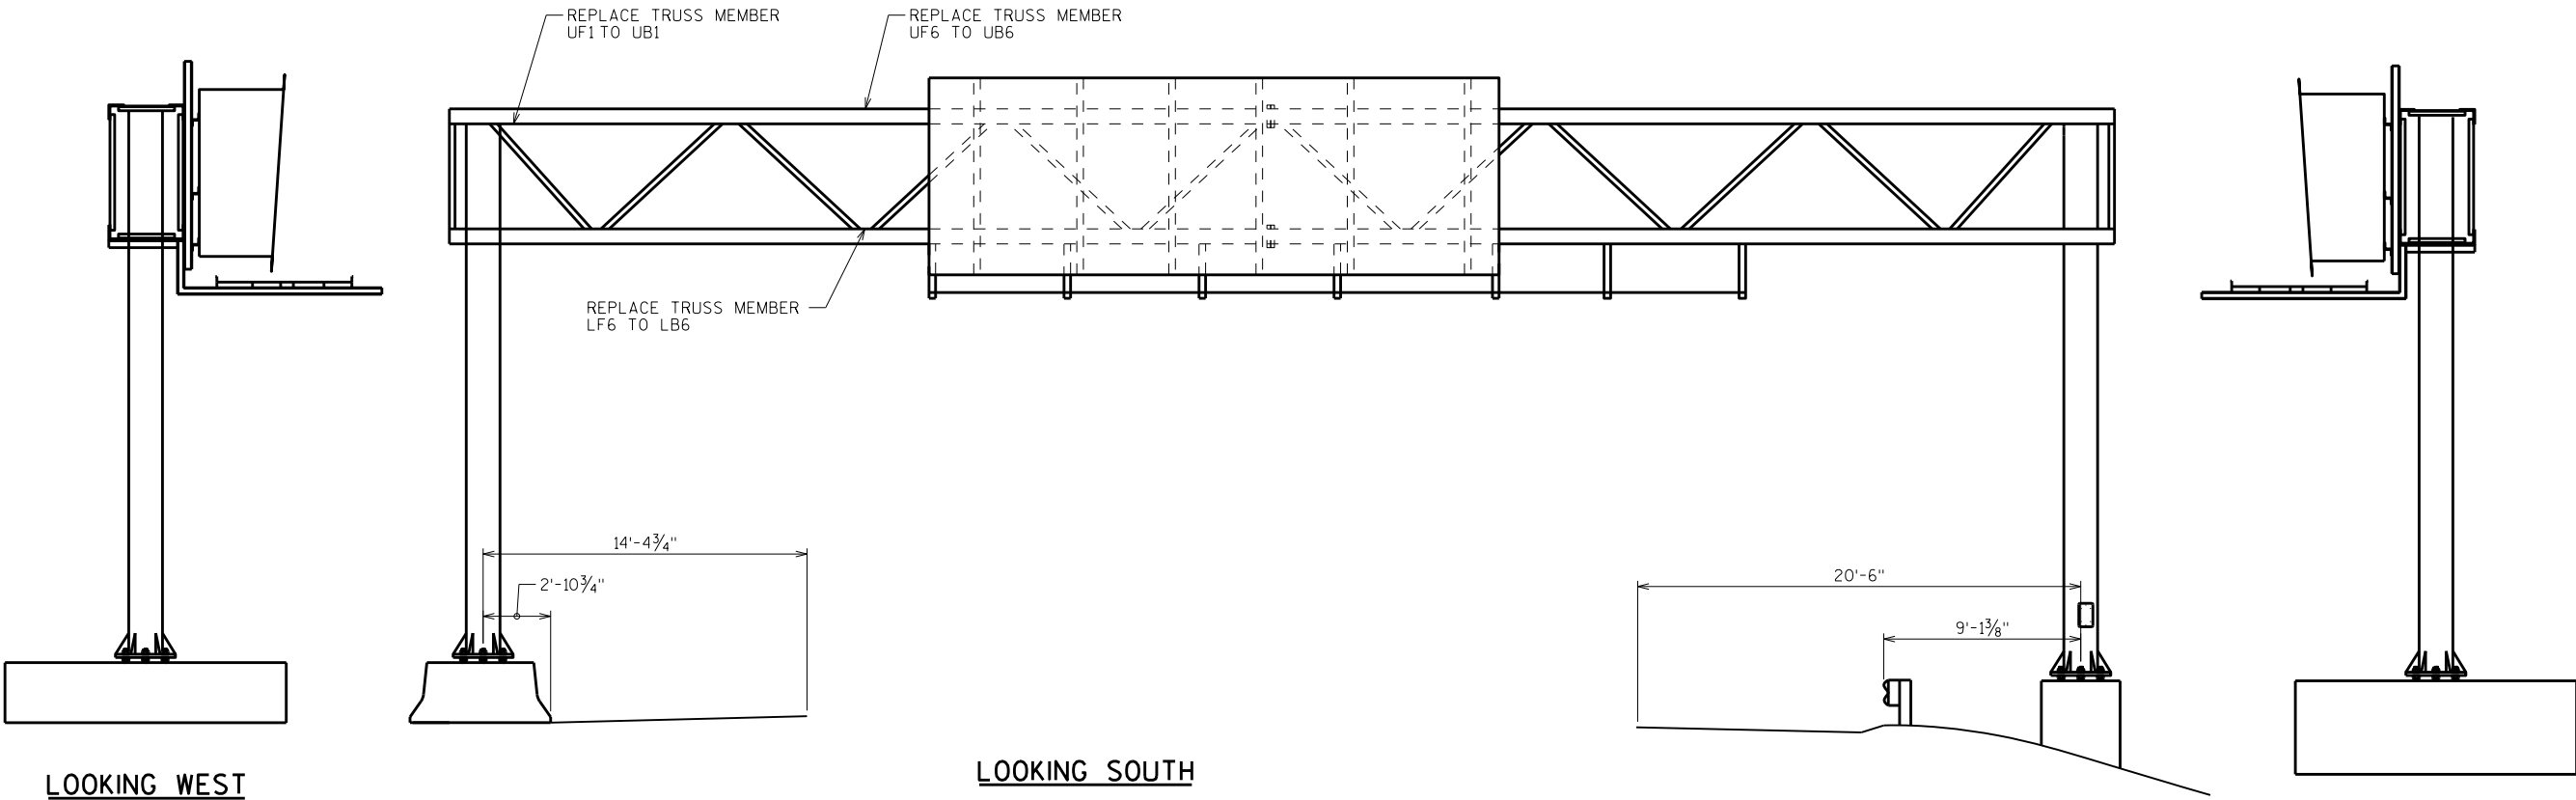 REPLACE TRUSS MEMBER
UF1 TO UB1
REPLACE TRUSS MEMBER
UF6 TO UB6
REPLACE TRUSS MEMBER
LF6 TO LB6
14'-4¾"
2'-10¾"
20'-6"
9'-1⅜"
LOOKING WEST
LOOKING SOUTH